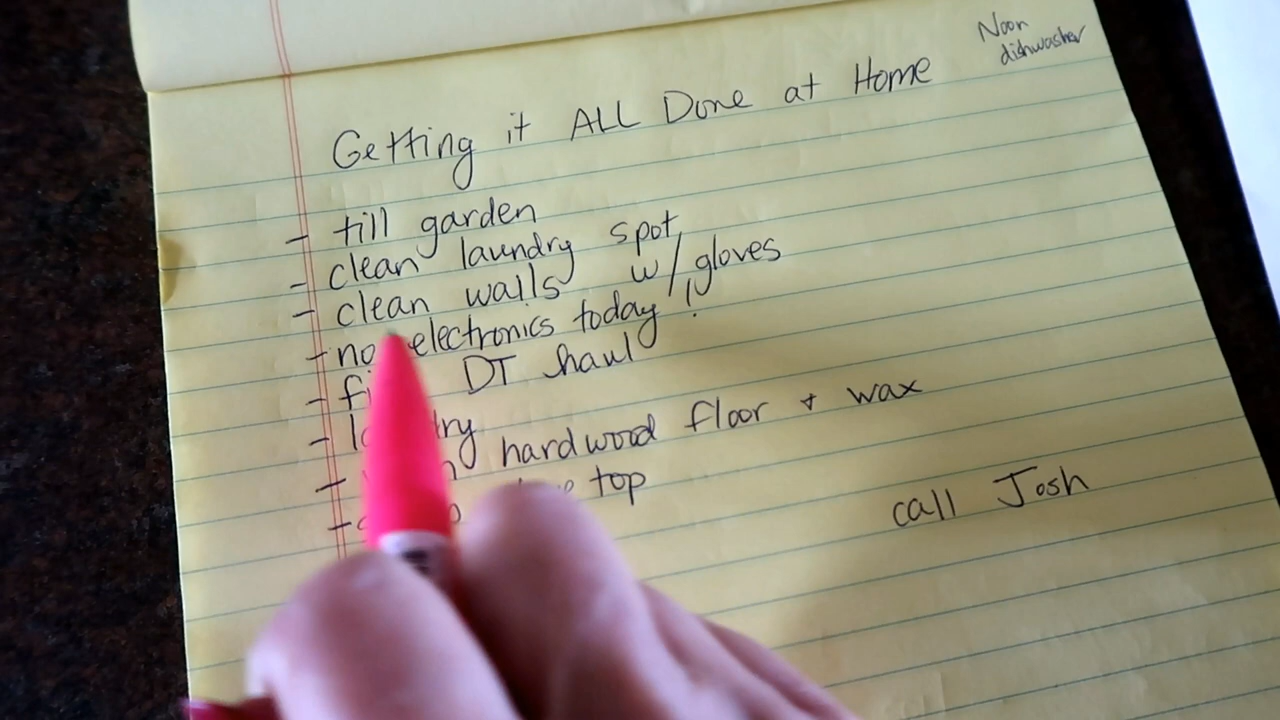 Noon
dishwasher
Getting it ALL Done at Home
- till garden
- clean laundry spot
- clean walls w/gloves
- no electronics today!
- DT haul
- laundry
- hardwood floor + wax
- top
call Josh